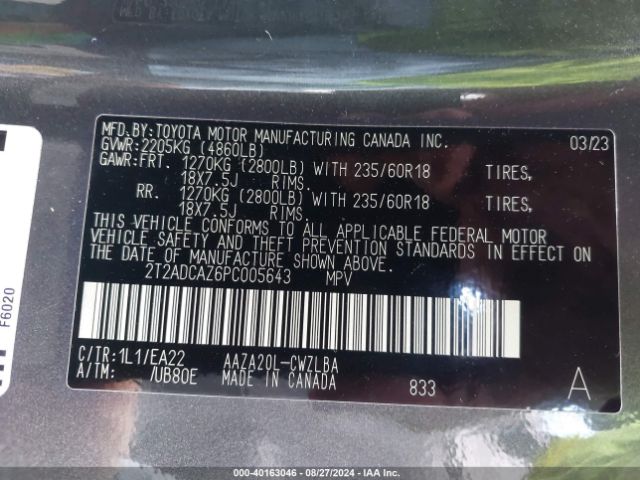 MFD.BY:TOYOTA MOTOR MANUFACTURING CANADA INC. 03/23
GVWR:2205KG (4860LB)
GAWR:FRT. 1270KG (2800LB) WITH 235/60R18 TIRES,
18X7.5J RIMS.
RR. 1270KG (2800LB) WITH 235/60R18 TIRES,
18X7.5J RIMS.
THIS VEHICLE CONFORMS TO ALL APPLICABLE FEDERAL MOTOR
VEHICLE SAFETY AND THEFT PREVENTION STANDARDS IN EFFECT ON
THE DATE OF MANUFACTURE SHOWN ABOVE.
2T2ADCAZ6PC005643 MPV
C/TR:1L1/EA22 AAZA20L-CWZLBA
A/TM: /UB80E MADE IN CANADA 833 A
F6020
000-40163046 - 08/27/2024 - IAA Inc.